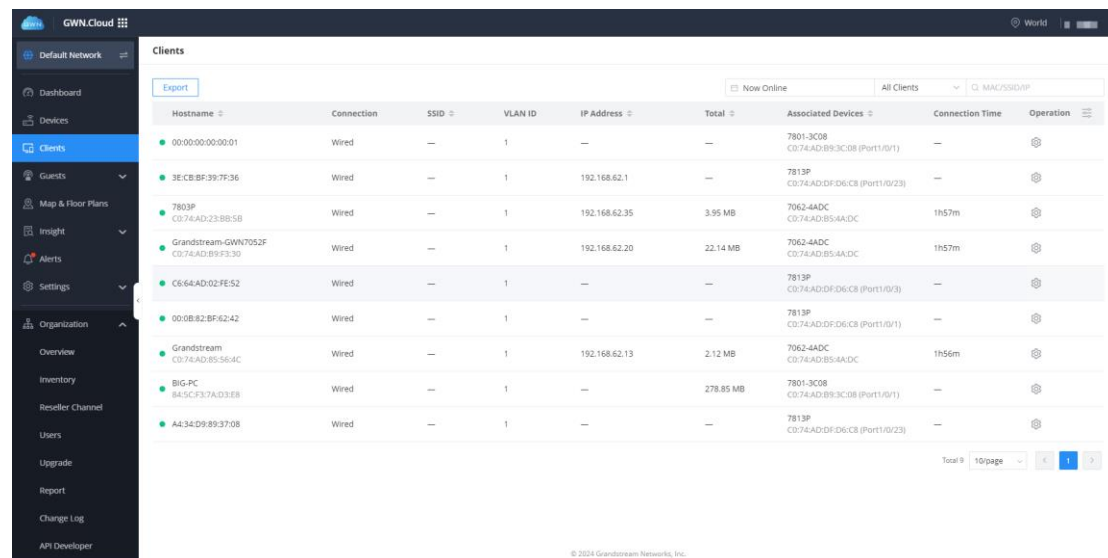 GWN GWN.Cloud
World
Default Network
Dashboard
Devices
Clients
Guests
Map & Floor Plans
Insight
Alerts
Settings
Organization
Overview
Inventory
Reseller Channel
Users
Upgrade
Report
Change Log
API Developer
Clients
Export
Now Online All Clients MAC/SSID/IP
Hostname Connection SSID VLAN ID IP Address Total Associated Devices Connection Time Operation
00:00:00:00:00:01 Wired — 1 — — 7801-3C08 —
C0:74:AD:B9:3C:08 (Port1/0/1)
3E:CB:BF:39:7F:36 Wired — 1 192.168.62.1 — 7813P —
C0:74:AD:DF:D6:C8 (Port1/0/23)
7803P Wired — 1 192.168.62.35 3.95 MB 7062-4ADC 1h57m
C0:74:AD:23:BB:5B C0:74:AD:B5:4A:DC
Grandstream-GWN7052F Wired — 1 192.168.62.20 22.14 MB 7062-4ADC 1h57m
C0:74:AD:B9:F3:30 C0:74:AD:B5:4A:DC
C6:64:AD:02:FE:52 Wired — 1 — — 7813P —
C0:74:AD:DF:D6:C8 (Port1/0/3)
00:0B:82:BF:62:42 Wired — 1 — — 7813P —
C0:74:AD:DF:D6:C8 (Port1/0/1)
Grandstream Wired — 1 192.168.62.13 2.12 MB 7062-4ADC 1h56m
C0:74:AD:85:56:4C C0:74:AD:B5:4A:DC
BIG-PC Wired — 1 — 278.85 MB 7801-3C08 —
84:5C:F3:7A:D3:E8 C0:74:AD:B9:3C:08 (Port1/0/1)
A4:34:D9:89:37:08 Wired — 1 — — 7813P —
C0:74:AD:DF:D6:C8 (Port1/0/23)
Total 9 10/page 1
© 2024 Grandstream Networks, Inc.